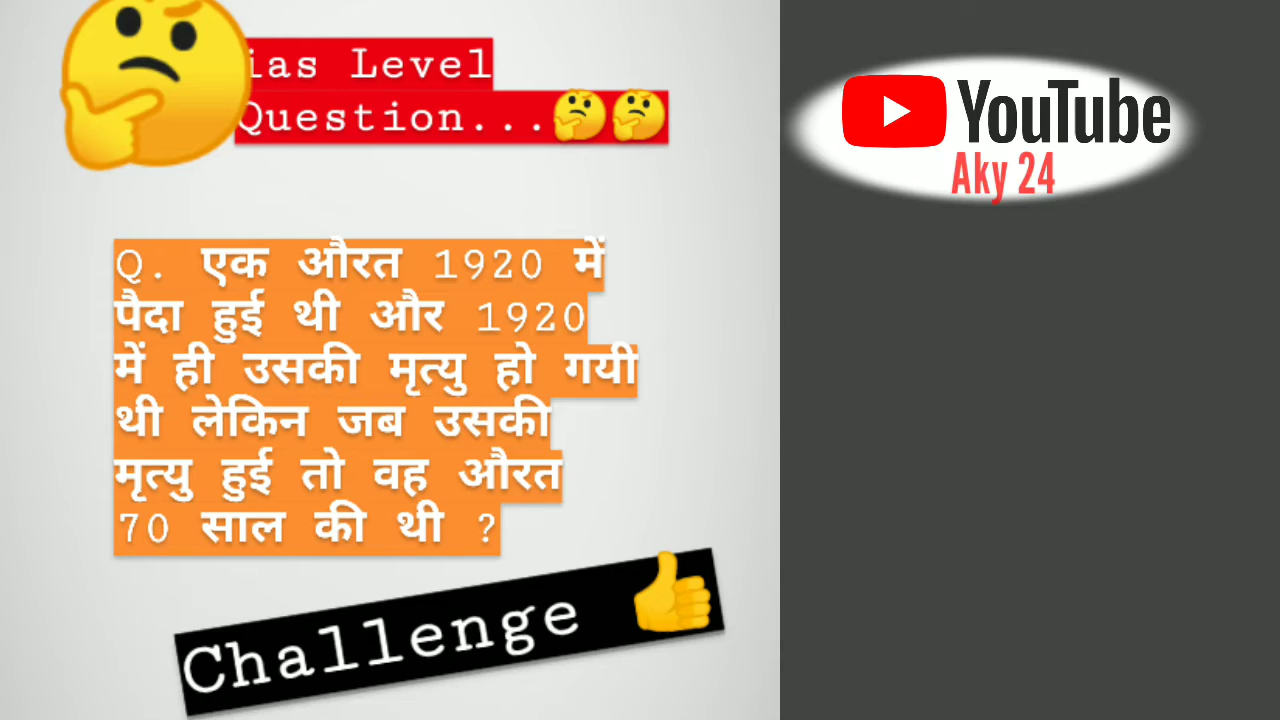 ias Level
Question...🤔🤔
Q. एक औरत 1920 में
पैदा हुई थी और 1920
में ही उसकी मृत्यु हो गयी
थी लेकिन जब उसकी
मृत्यु हुई तो वह औरत
70 साल की थी ?
Challenge 👍
YouTube
Aky 24